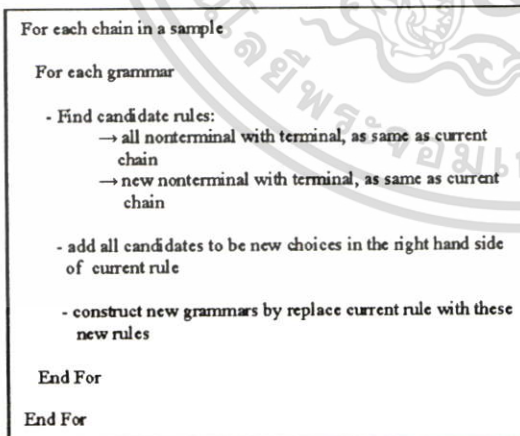 For each chain in a sample
For each grammar
- Find candidate rules:
→ all nonterminal with terminal, as same as current
chain
→ new nonterminal with terminal, as same as current
chain
- add all candidates to be new choices in the right hand side
of current rule
- construct new grammars by replace current rule with these
new rules
End For
End For